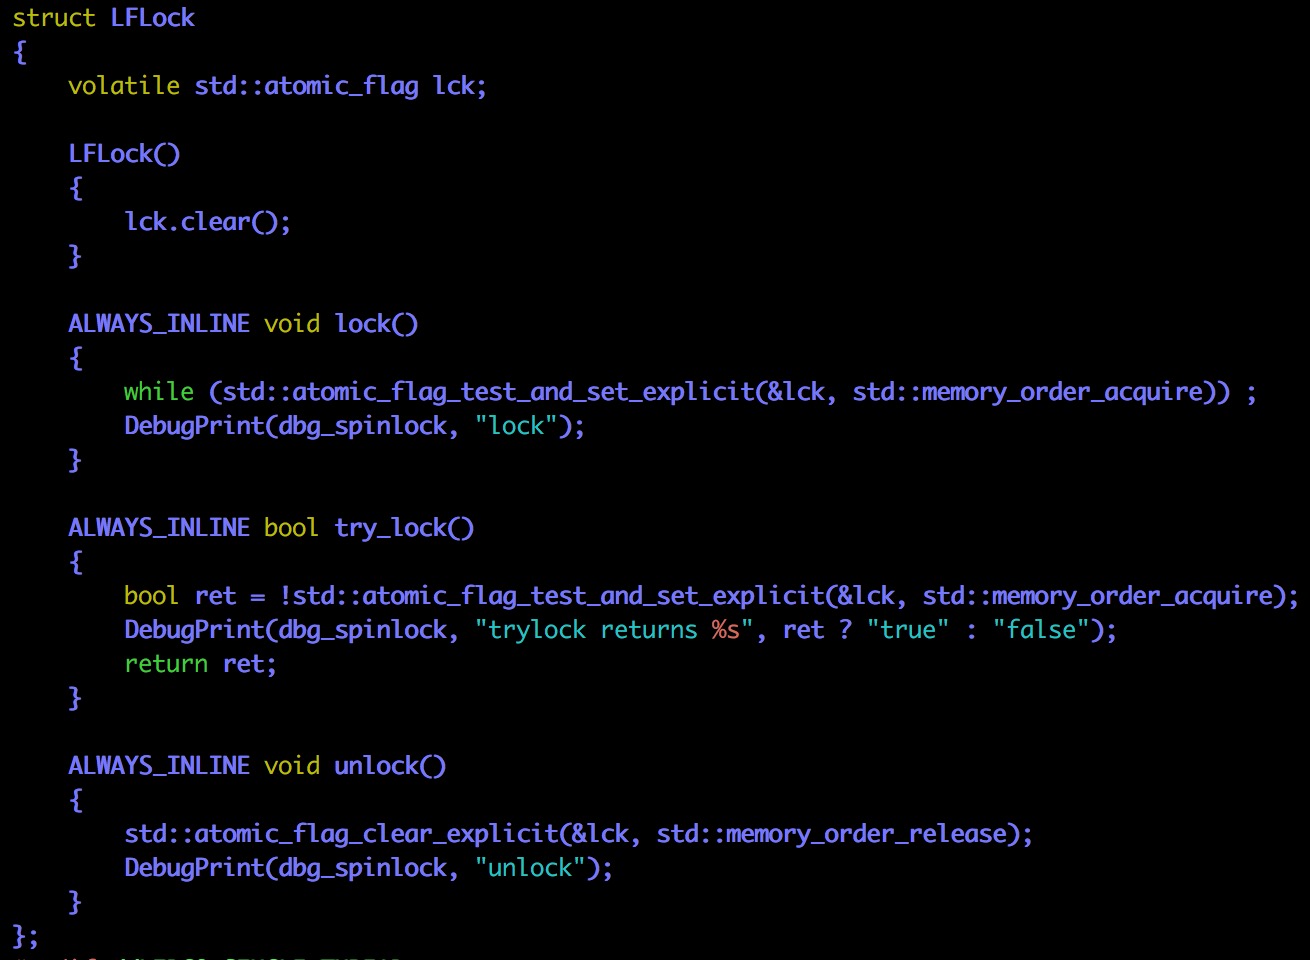 struct LFLock
{
    volatile std::atomic_flag lck;

    LFLock()
    {
        lck.clear();
    }

    ALWAYS_INLINE void lock()
    {
        while (std::atomic_flag_test_and_set_explicit(&lck, std::memory_order_acquire)) ;
        DebugPrint(dbg_spinlock, "lock");
    }

    ALWAYS_INLINE bool try_lock()
    {
        bool ret = !std::atomic_flag_test_and_set_explicit(&lck, std::memory_order_acquire);
        DebugPrint(dbg_spinlock, "trylock returns %s", ret ? "true" : "false");
        return ret;
    }

    ALWAYS_INLINE void unlock()
    {
        std::atomic_flag_clear_explicit(&lck, std::memory_order_release);
        DebugPrint(dbg_spinlock, "unlock");
    }
};